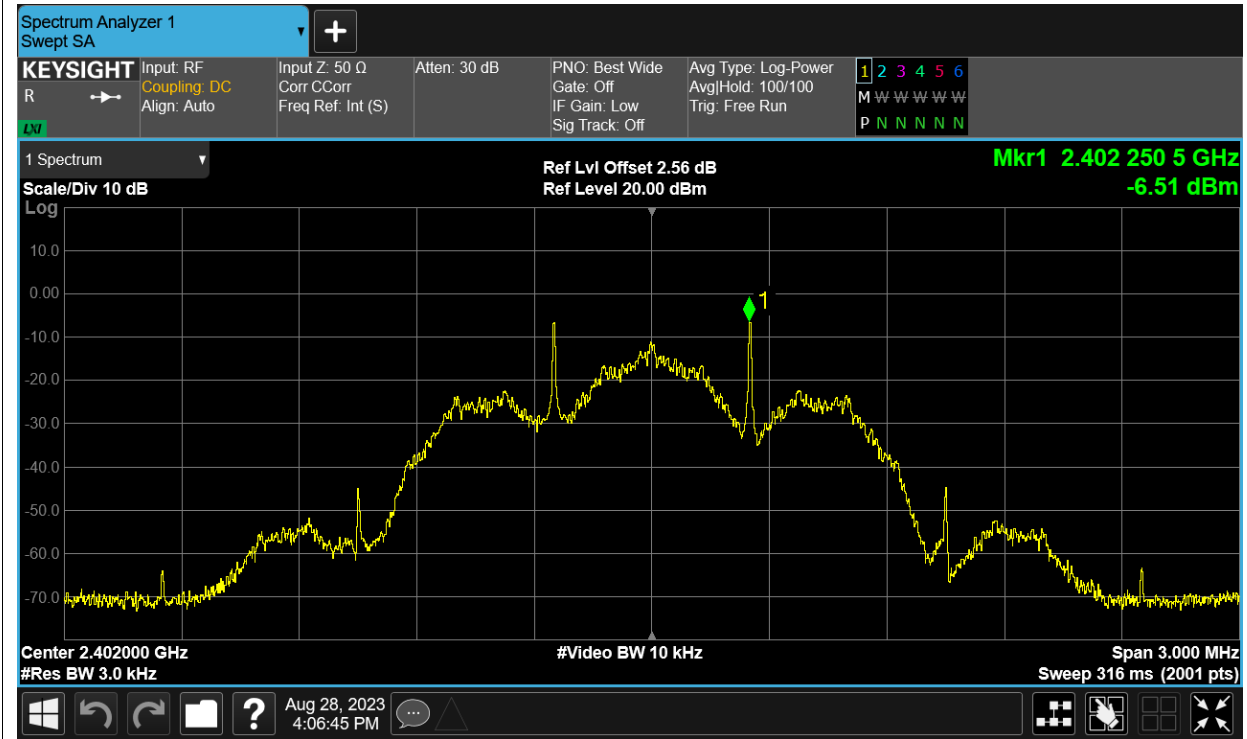 Spectrum Analyzer 1
Swept SA
KEYSIGHT
R
LXI
Input: RF
Coupling: DC
Align: Auto
Input Z: 50 Ω
Corr CCorr
Freq Ref: Int (S)
Atten: 30 dB
PNO: Best Wide
Gate: Off
IF Gain: Low
Sig Track: Off
Avg Type: Log-Power
Avg|Hold: 100/100
Trig: Free Run
1 2 3 4 5 6
M W W W W W
P N N N N N
1 Spectrum
Scale/Div 10 dB
Log
Ref Lvl Offset 2.56 dB
Ref Level 20.00 dBm
Mkr1 2.402 250 5 GHz
-6.51 dBm
10.0
0.00
1
-10.0
-20.0
-30.0
-40.0
-50.0
-60.0
-70.0
Center 2.402000 GHz
#Video BW 10 kHz
Span 3.000 MHz
#Res BW 3.0 kHz
Sweep 316 ms (2001 pts)
?
Aug 28, 2023
4:06:45 PM